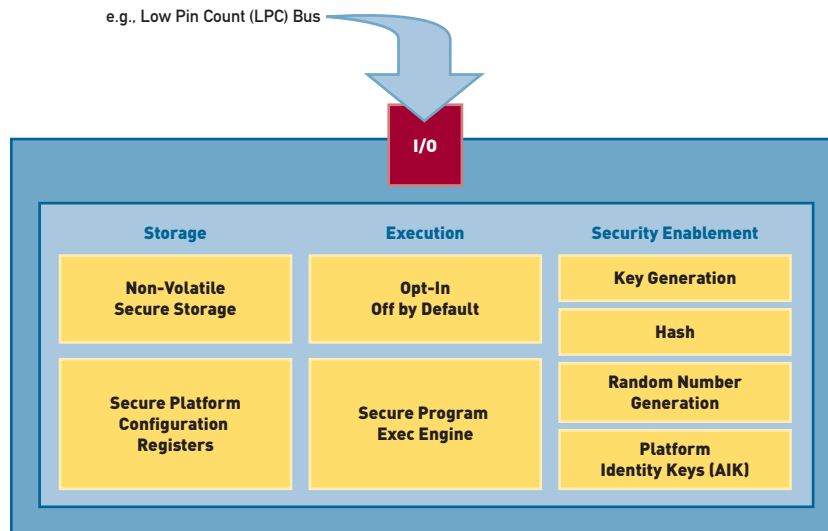 e.g., Low Pin Count (LPC) Bus
I/O
Storage
Non-Volatile
Secure Storage
Secure Platform
Configuration
Registers
Execution
Opt-In
Off by Default
Secure Program
Exec Engine
Security Enablement
Key Generation
Hash
Random Number
Generation
Platform
Identity Keys (AIK)